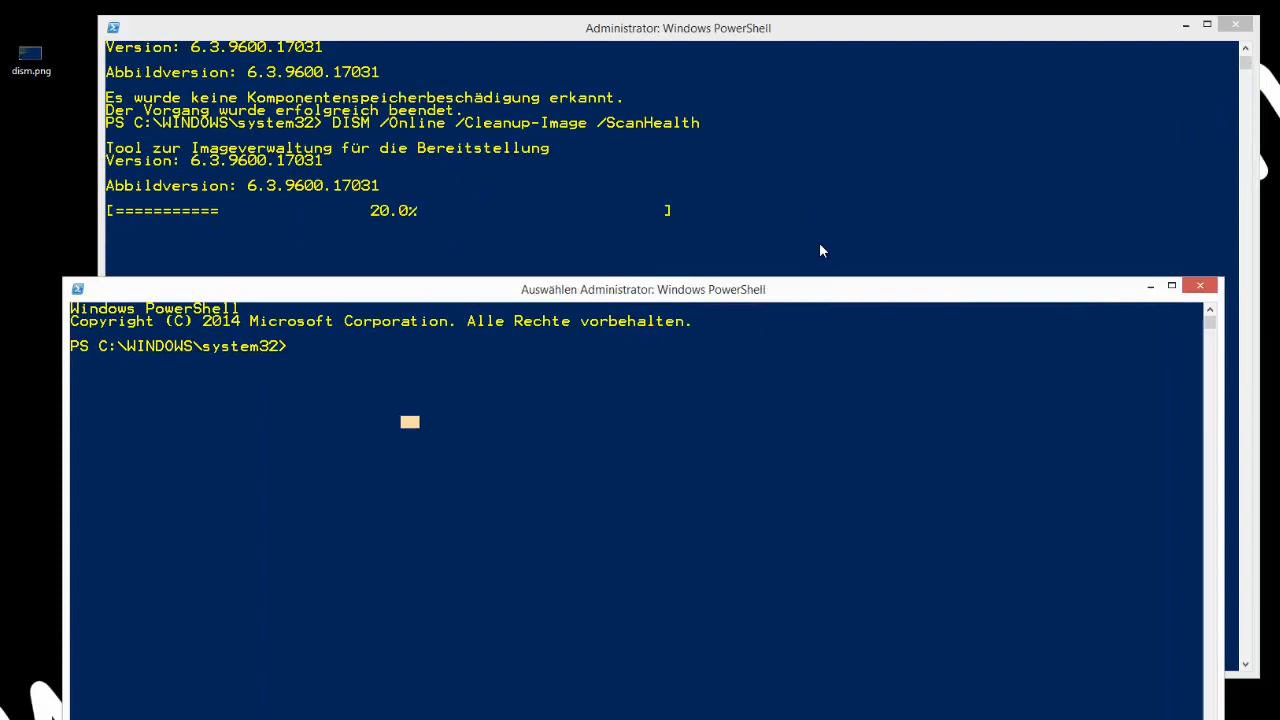 Administrator: Windows PowerShell
dism.png
Version: 6.3.9600.17031
Abbildversion: 6.3.9600.17031
Es wurde keine Komponentenspeicherbeschädigung erkannt.
Der Vorgang wurde erfolgreich beendet.
PS C:\WINDOWS\system32> DISM /Online /Cleanup-Image /ScanHealth
Tool zur Imageverwaltung für die Bereitstellung
Version: 6.3.9600.17031
Abbildversion: 6.3.9600.17031
[=========== 20.0% ]
Auswählen Administrator: Windows PowerShell
Windows PowerShell
Copyright (C) 2014 Microsoft Corporation. Alle Rechte vorbehalten.
PS C:\WINDOWS\system32>